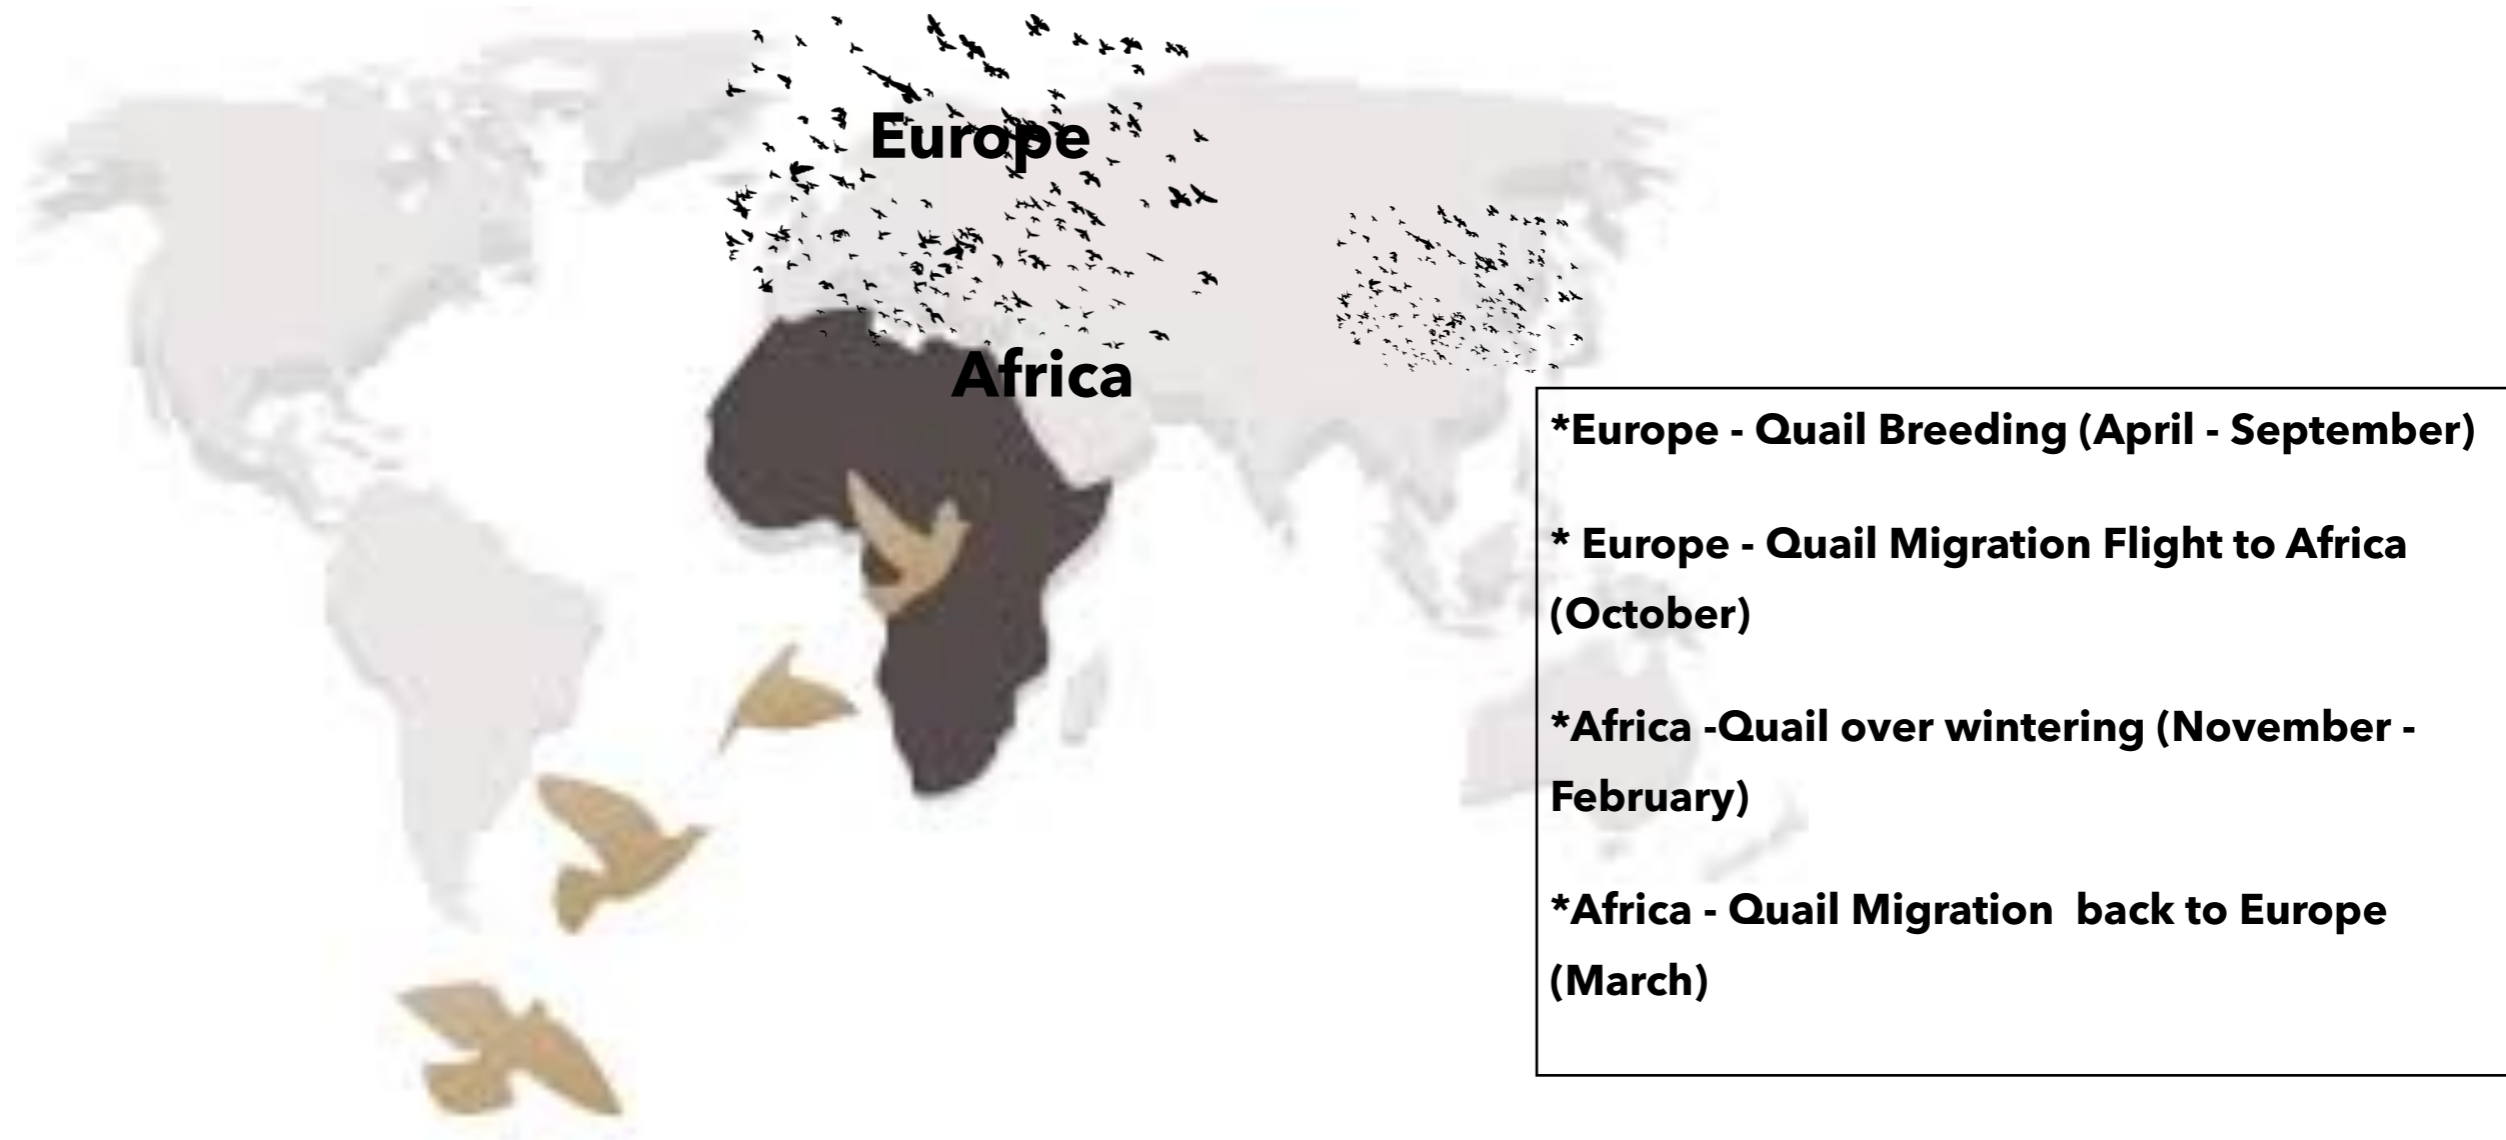 Europe
Africa
*Europe - Quail Breeding (April - September)
* Europe - Quail Migration Flight to Africa
(October)
*Africa -Quail over wintering (November -
February)
*Africa - Quail Migration  back to Europe
(March)